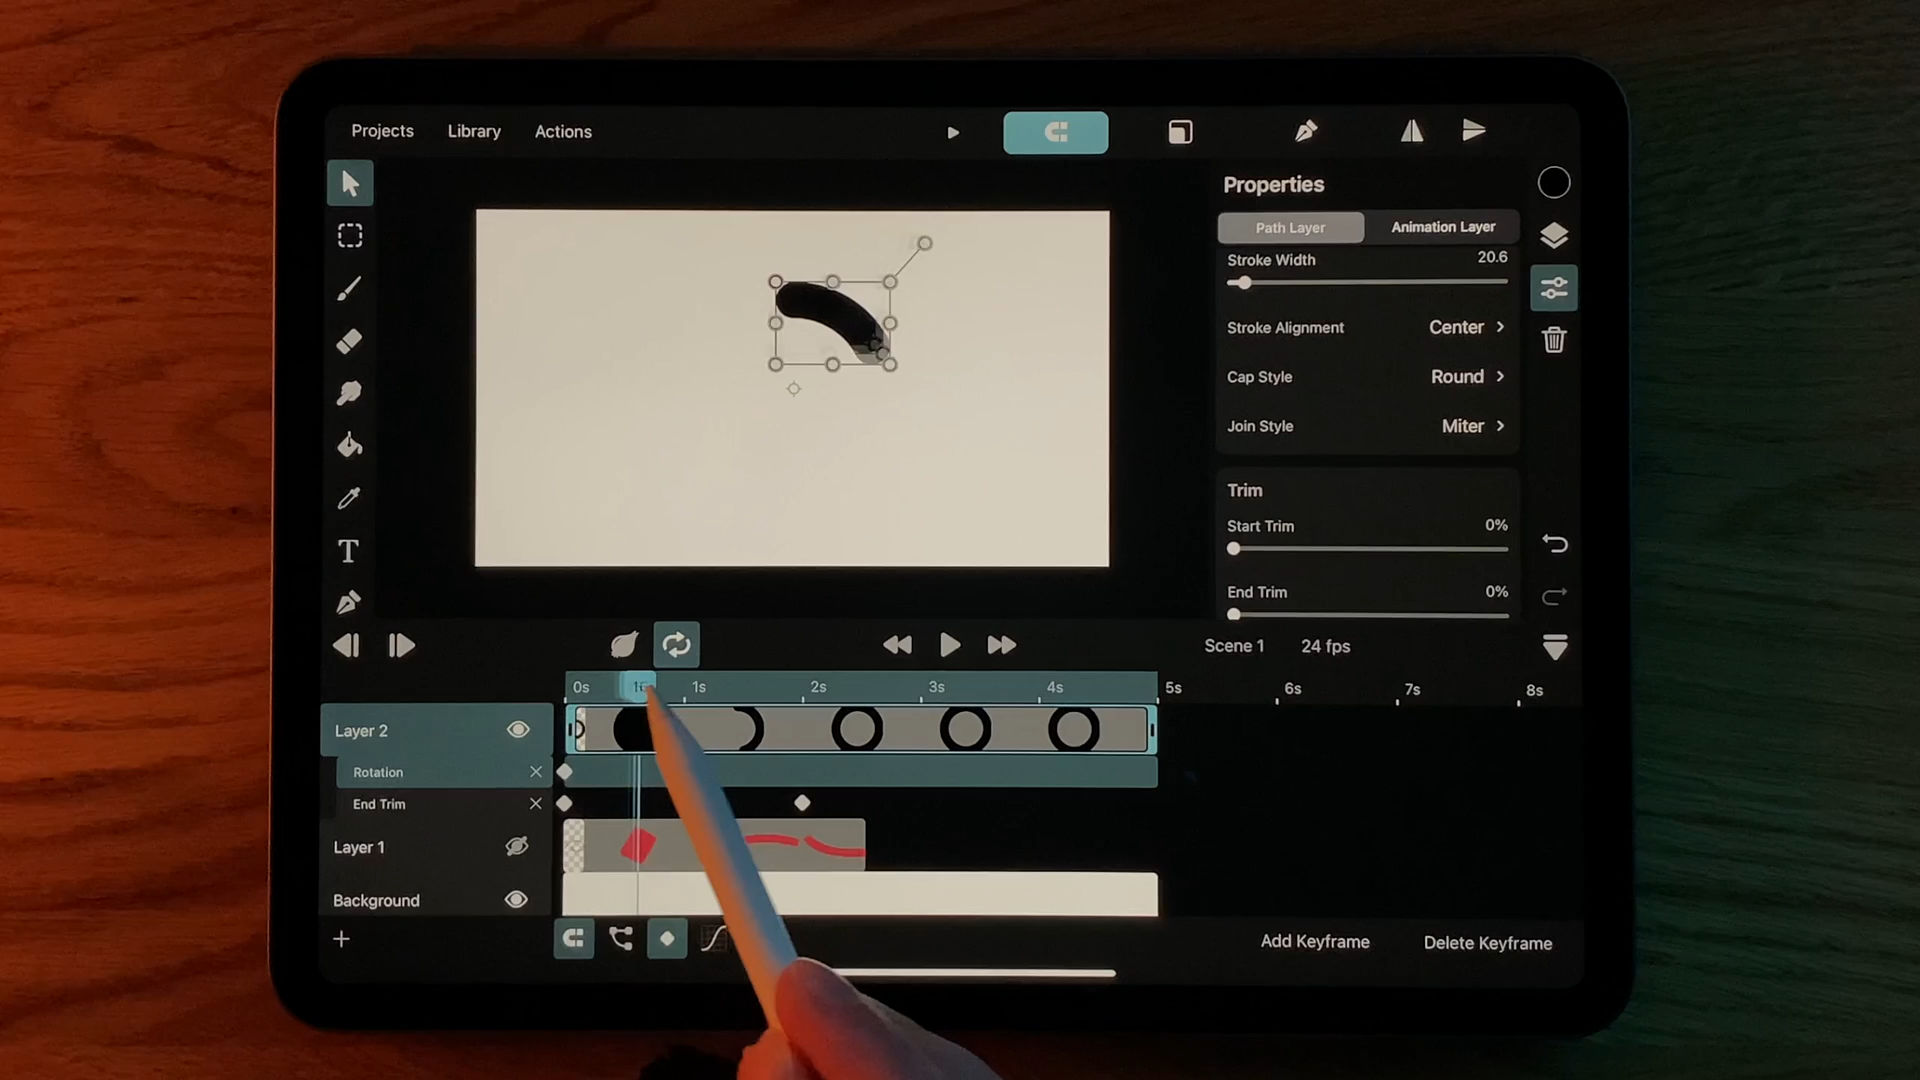 Projects Library Actions
Properties
Path Layer Animation Layer
Stroke Width 20.6
Stroke Alignment Center
Cap Style Round
Join Style Miter
Trim
Start Trim 0%
End Trim 0%
T
Scene 1 24 fps
0s 1s 2s 3s 4s 5s 6s 7s 8s
Layer 2
Rotation
End Trim
Layer 1
Background
Add Keyframe Delete Keyframe